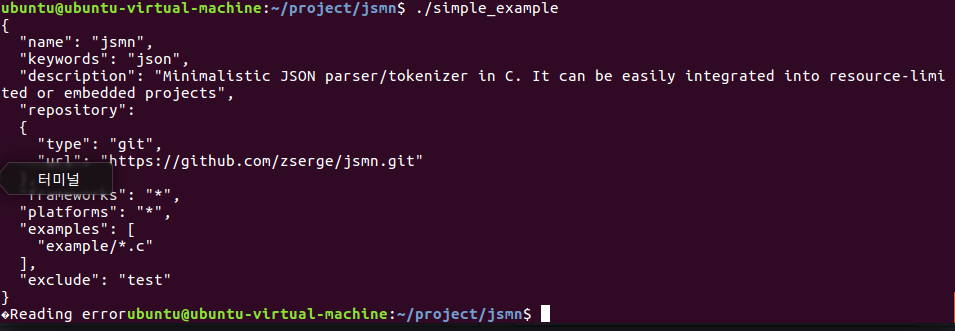 ubuntu@ubuntu-virtual-machine:~/project/jsmn$ ./simple_example
{
  "name": "jsmn",
  "keywords": "json",
  "description": "Minimalistic JSON parser/tokenizer in C. It can be easily integrated into resource-limi
ted or embedded projects",
  "repository":
  {
    "type": "git",
    "url": "https://github.com/zserge/jsmn.git"
터미널
  "frameworks": "*",
  "platforms": "*",
  "examples": [
    "example/*.c"
  ],
  "exclude": "test"
}
�Reading errorubuntu@ubuntu-virtual-machine:~/project/jsmn$